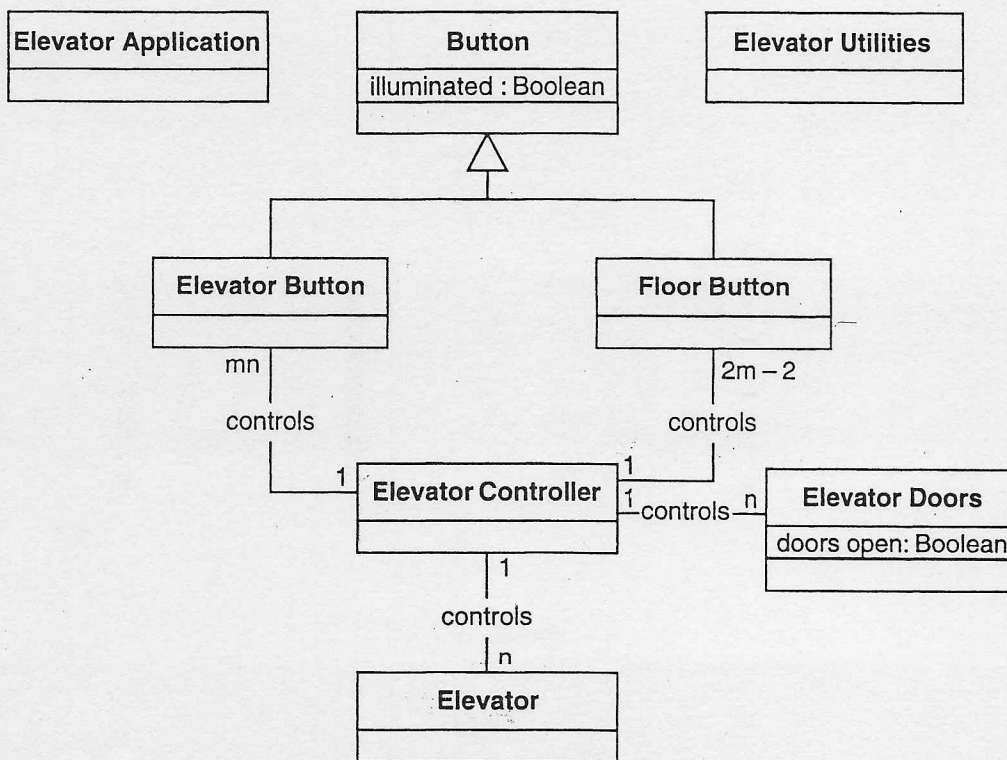 Elevator Application
Button
Elevator Utilities
illuminated : Boolean
Elevator Button
Floor Button
mn
2m – 2
controls
controls
1
Elevator Controller
1
1
controls
n
Elevator Doors
doors open: Boolean
1
controls
n
Elevator